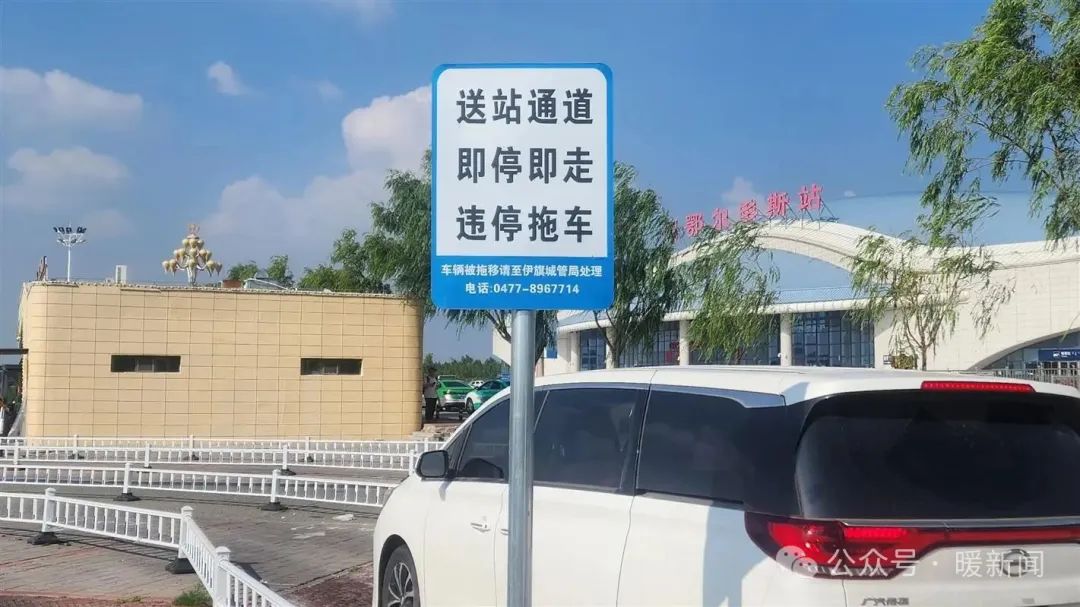 送站通道
即停即走
违停拖车
车辆被拖移请至伊旗城管局处理
电话:0477-8967714
鄂尔多斯站
公众号·暖新闻